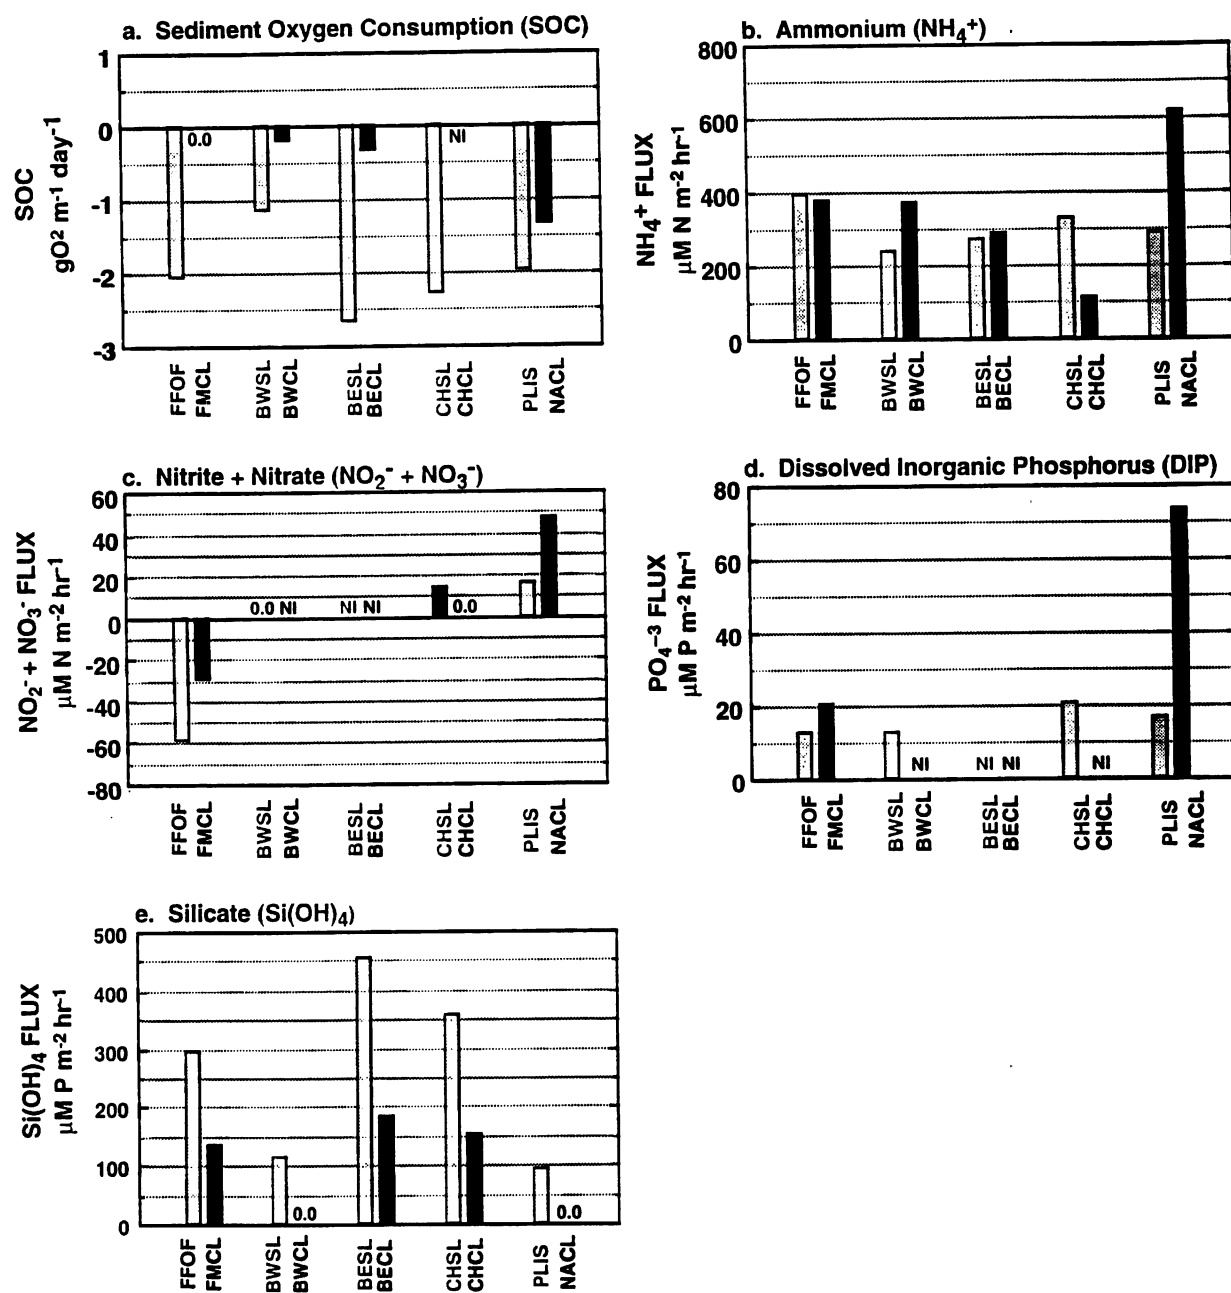 a. Sediment Oxygen Consumption (SOC)
1
0
-1
-2
-3
SOC
gO² m⁻¹ day⁻¹
0.0
NI
FFOF
FMCL
BWSL
BWCL
BESL
BECL
CHSL
CHCL
PLIS
NACL
b. Ammonium (NH₄⁺)
800
600
400
200
0
NH₄⁺ FLUX
µM N m⁻² hr⁻¹
FFOF
FMCL
BWSL
BWCL
BESL
BECL
CHSL
CHCL
PLIS
NACL
c. Nitrite + Nitrate (NO₂⁻ + NO₃⁻)
60
40
20
0
-20
-40
-60
-80
NO₂⁻ + NO₃⁻ FLUX
µM N m⁻² hr⁻¹
0.0 NI
NI NI
0.0
FFOF
FMCL
BWSL
BWCL
BESL
BECL
CHSL
CHCL
PLIS
NACL
d. Dissolved Inorganic Phosphorus (DIP)
80
60
40
20
0
PO₄⁻³ FLUX
µM P m⁻² hr⁻¹
NI
NI NI
NI
FFOF
FMCL
BWSL
BWCL
BESL
BECL
CHSL
CHCL
PLIS
NACL
e. Silicate (Si(OH)₄)
500
400
300
200
100
0
Si(OH)₄ FLUX
µM P m⁻² hr⁻¹
0.0
0.0
FFOF
FMCL
BWSL
BWCL
BESL
BECL
CHSL
CHCL
PLIS
NACL